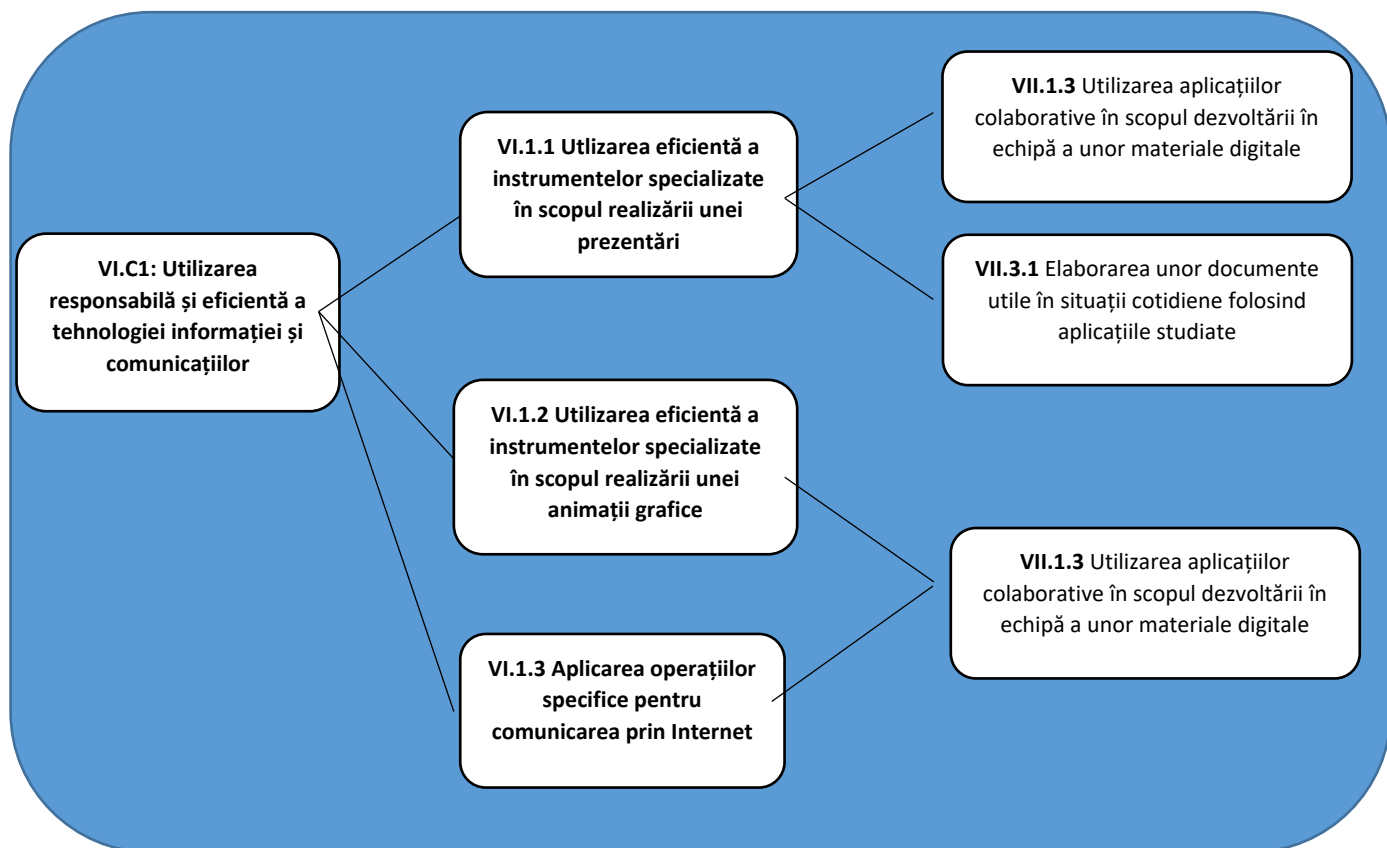 VI.C1: Utilizarea
responsabilă și eficientă a
tehnologiei informației și
comunicațiilor
VI.1.1 Utlizarea eficientă a
instrumentelor specializate
în scopul realizării unei
prezentări
VI.1.2 Utilizarea eficientă a
instrumentelor specializate
în scopul realizării unei
animații grafice
VI.1.3 Aplicarea operațiilor
specifice pentru
comunicarea prin Internet
VII.1.3 Utilizarea aplicațiilor
colaborative în scopul dezvoltării în
echipă a unor materiale digitale
VII.3.1 Elaborarea unor documente
utile în situații cotidiene folosind
aplicațiile studiate
VII.1.3 Utilizarea aplicațiilor
colaborative în scopul dezvoltării în
echipă a unor materiale digitale